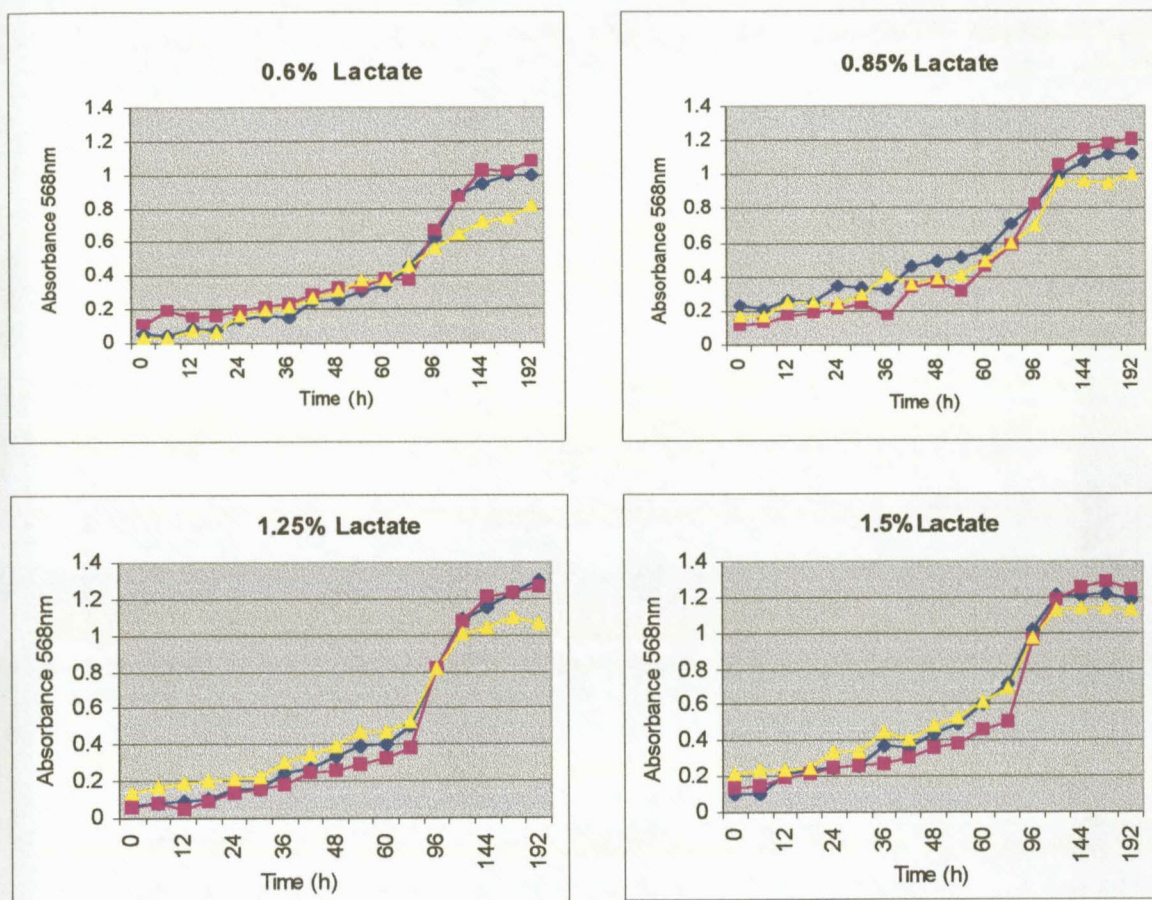 0.6% Lactate
1.4
1.2
1
0.8
0.6
0.4
0.2
0
Absorbance 568nm
0 12 24 36 48 60 96 144 192
Time (h)
0.85% Lactate
1.4
1.2
1
0.8
0.6
0.4
0.2
0
Absorbance 568nm
0 12 24 36 48 60 96 144 192
Time (h)
1.25% Lactate
1.4
1.2
1
0.8
0.6
0.4
0.2
0
Absorbance 568nm
0 12 24 36 48 60 96 144 192
Time (h)
1.5% Lactate
1.4
1.2
1
0.8
0.6
0.4
0.2
0
Absorbance 568nm
0 12 24 36 48 60 96 144 192
Time (h)